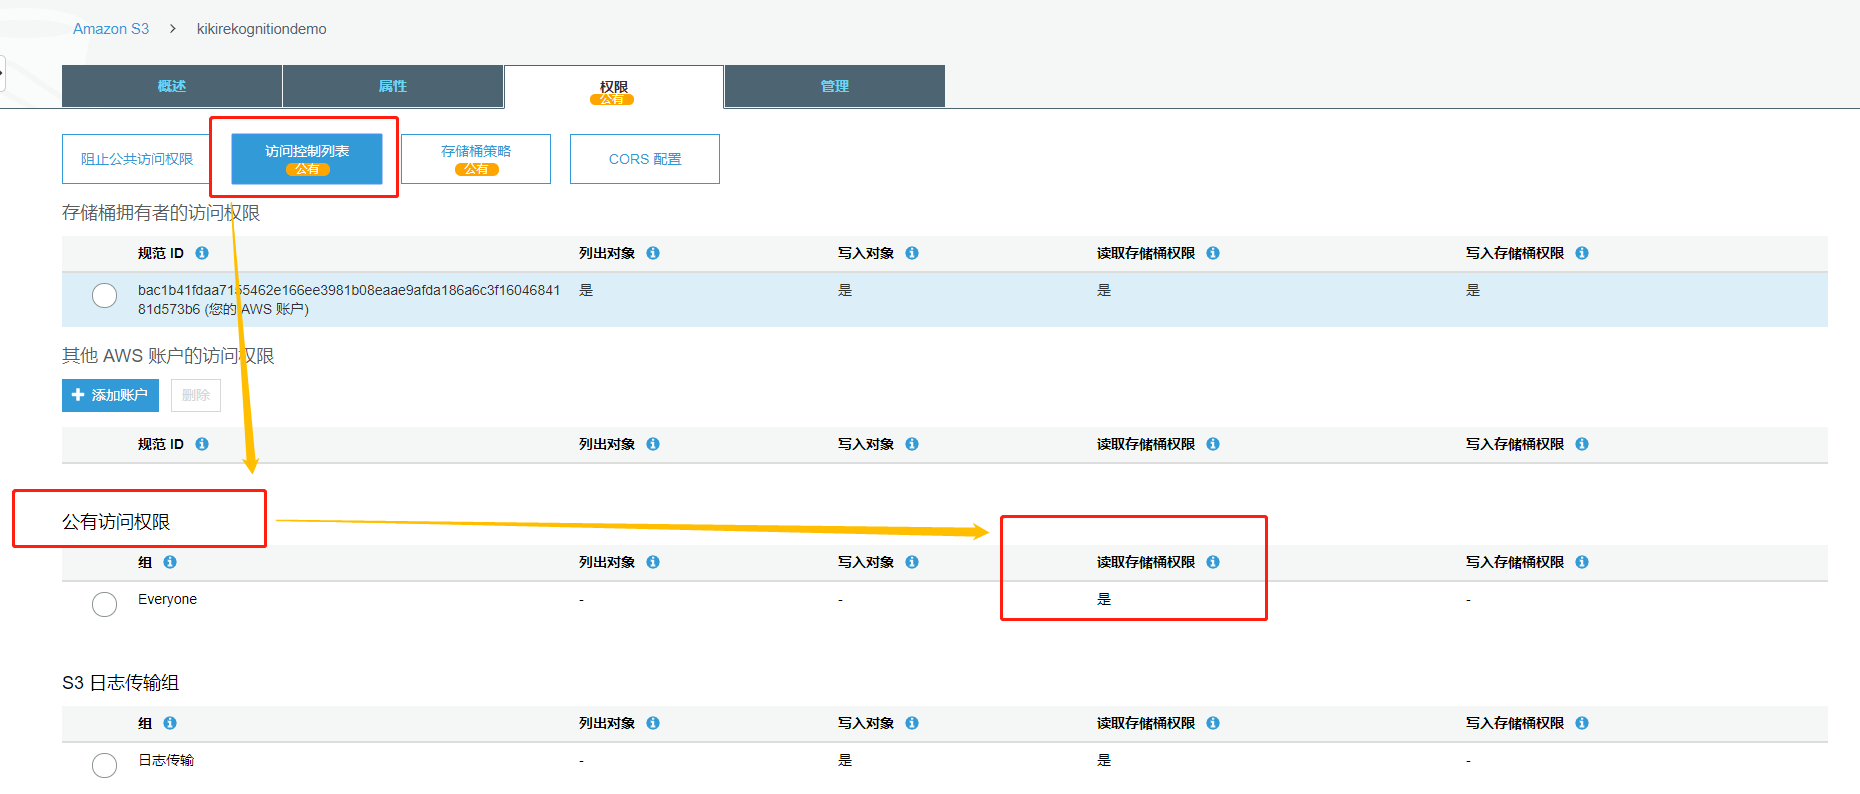 Amazon S3 > kikirekognitiondemo
概述 属性 权限 管理
公有
阻止公共访问权限 访问控制列表 存储桶策略 CORS 配置
公有 公有
存储桶拥有者的访问权限
规范 ID 列出对象 写入对象 读取存储桶权限 写入存储桶权限
bac1b41fdaa7155462e166ee3981b08eaae9afda186a6c3f16046841 是 是 是 是
81d573b6 (您的 AWS 账户)
其他 AWS 账户的访问权限
添加账户 删除
规范 ID 列出对象 写入对象 读取存储桶权限 写入存储桶权限
公有访问权限
组 列出对象 写入对象 读取存储桶权限 写入存储桶权限
Everyone - - 是 -
S3 日志传输组
组 列出对象 写入对象 读取存储桶权限 写入存储桶权限
日志传输 - 是 是 -